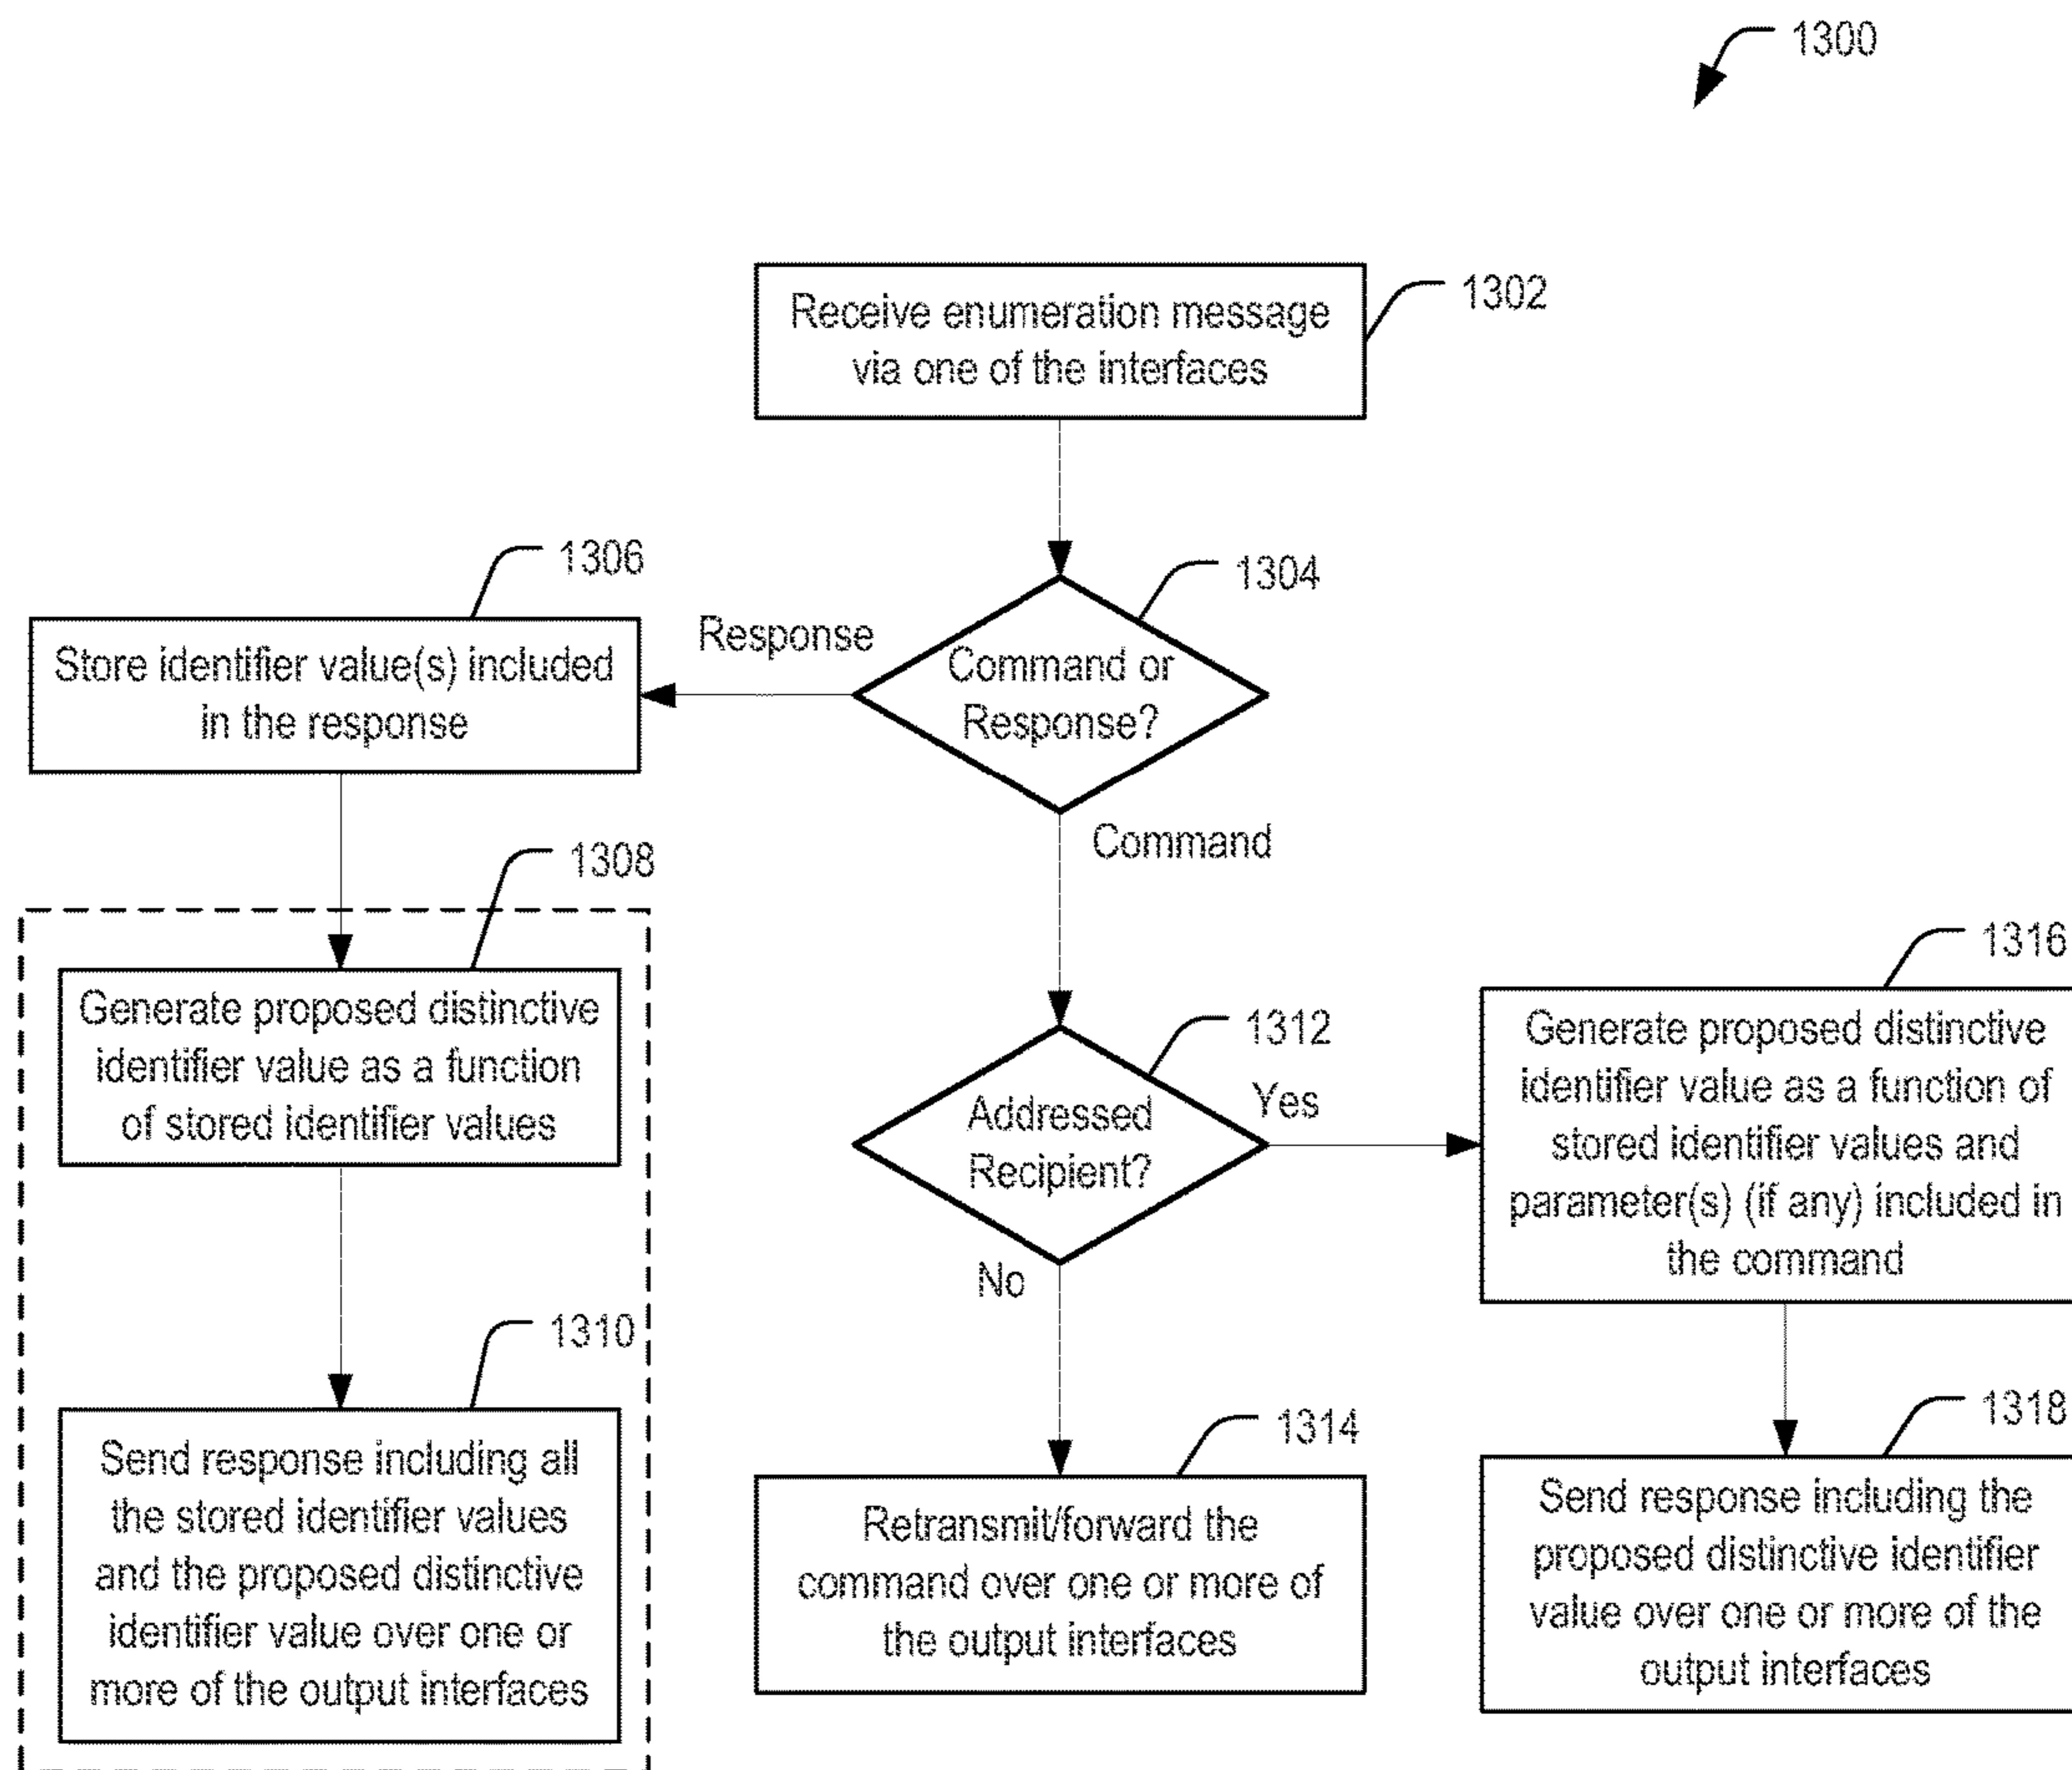 1300
Receive enumeration message
via one of the interfaces
1302
1304
Command or
Response?
Response
1306
Store identifier value(s) included
in the response
1308
Generate proposed distinctive
identifier value as a function
of stored identifier values
1310
Send response including all
the stored identifier values
and the proposed distinctive
identifier value over one or
more of the output interfaces
Command
1312
Addressed
Recipient?
No
1314
Retransmit/forward the
command over one or more of
the output interfaces
Yes
1316
Generate proposed distinctive
identifier value as a function of
stored identifier values and
parameter(s) (if any) included in
the command
1318
Send response including the
proposed distinctive identifier
value over one or more of the
output interfaces